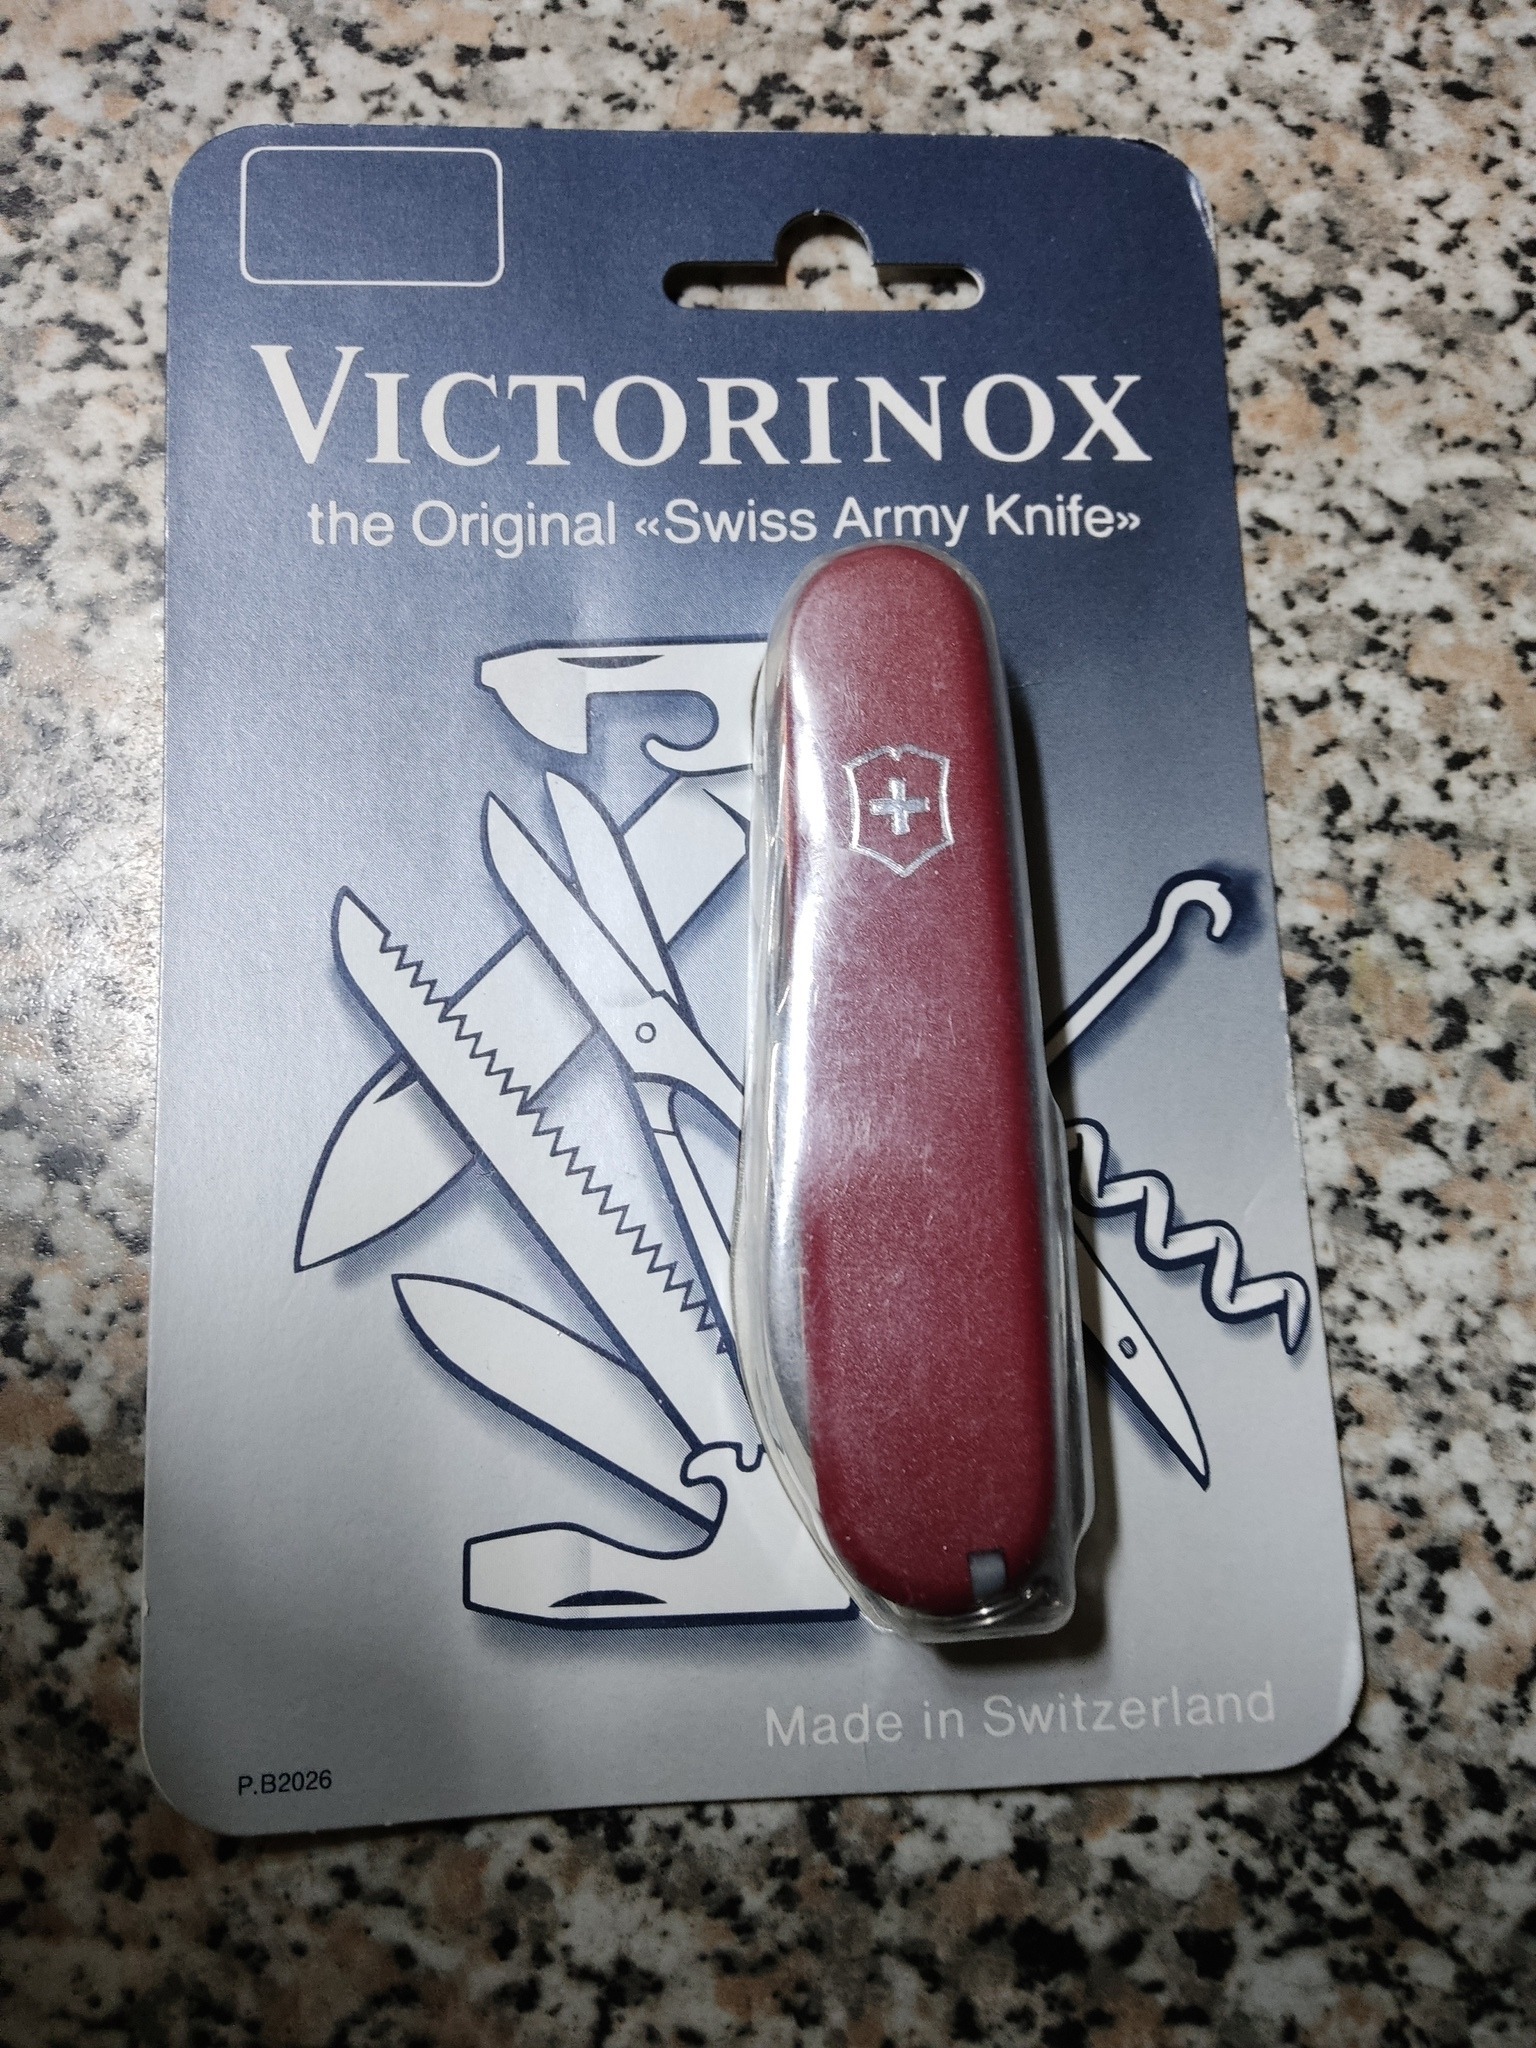 VICTORINOX
the Original «Swiss Army Knife»
Made in Switzerland
P.B2026